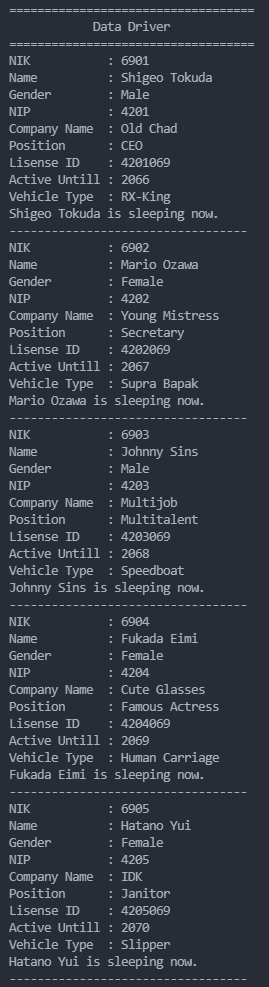 ===================================
Data Driver
===================================
NIK : 6901
Name : Shigeo Tokuda
Gender : Male
NIP : 4201
Company Name : Old Chad
Position : CEO
Lisense ID : 4201069
Active Untill : 2066
Vehicle Type : RX-King
Shigeo Tokuda is sleeping now.
----------------------------------
NIK : 6902
Name : Mario Ozawa
Gender : Female
NIP : 4202
Company Name : Young Mistress
Position : Secretary
Lisense ID : 4202069
Active Untill : 2067
Vehicle Type : Supra Bapak
Mario Ozawa is sleeping now.
----------------------------------
NIK : 6903
Name : Johnny Sins
Gender : Male
NIP : 4203
Company Name : Multijob
Position : Multitalent
Lisense ID : 4203069
Active Untill : 2068
Vehicle Type : Speedboat
Johnny Sins is sleeping now.
----------------------------------
NIK : 6904
Name : Fukada Eimi
Gender : Female
NIP : 4204
Company Name : Cute Glasses
Position : Famous Actress
Lisense ID : 4204069
Active Untill : 2069
Vehicle Type : Human Carriage
Fukada Eimi is sleeping now.
----------------------------------
NIK : 6905
Name : Hatano Yui
Gender : Female
NIP : 4205
Company Name : IDK
Position : Janitor
Lisense ID : 4205069
Active Untill : 2070
Vehicle Type : Slipper
Hatano Yui is sleeping now.
----------------------------------